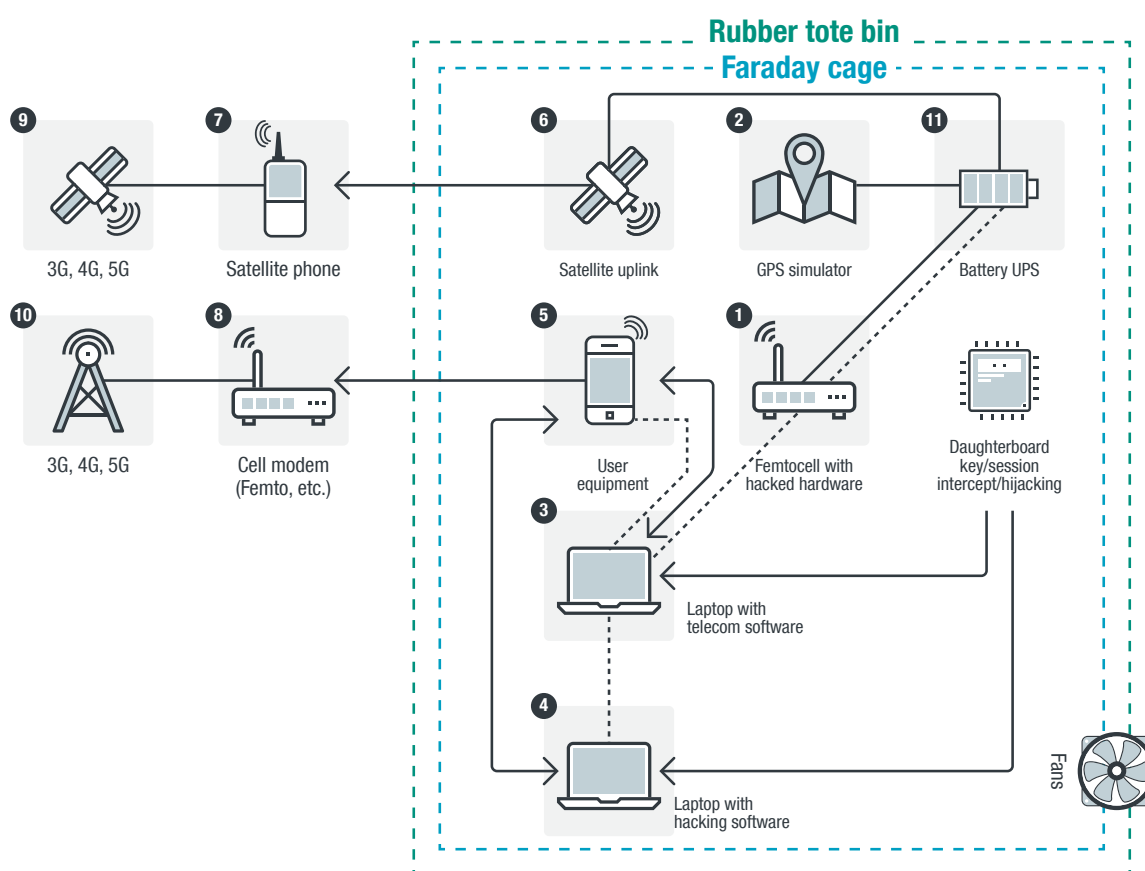 Rubber tote bin
Faraday cage
9
7
6
2
11
3G, 4G, 5G
Satellite phone
Satellite uplink
GPS simulator
Battery UPS
10
8
5
1
3G, 4G, 5G
Cell modem
(Femto, etc.)
User
equipment
Femtocell with
hacked hardware
Daughterboard
key/session
intercept/hijacking
3
Laptop with
telecom software
4
Laptop with
hacking software
Fans